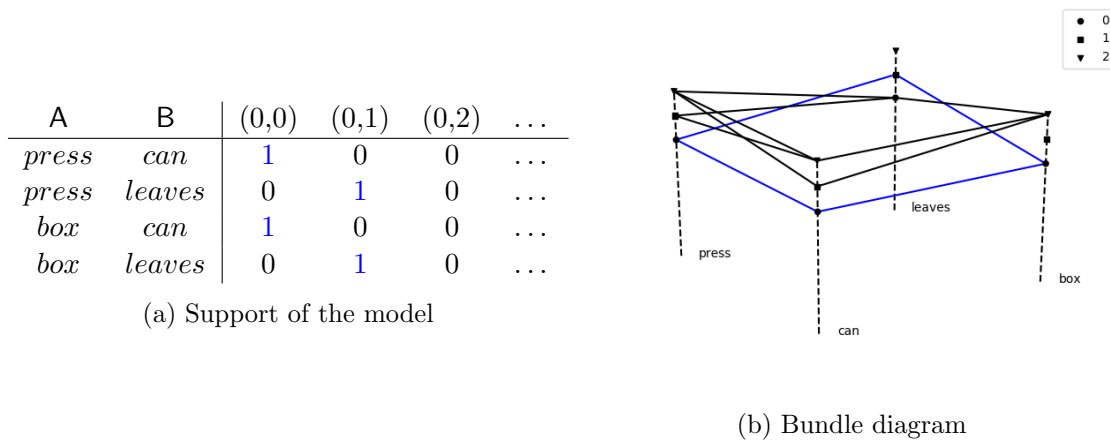 A B (0,0) (0,1) (0,2) ...
press can 1 0 0 ...
press leaves 0 1 0 ...
box can 1 0 0 ...
box leaves 0 1 0 ...
(a) Support of the model
0
1
2
leaves
press
box
can
(b) Bundle diagram